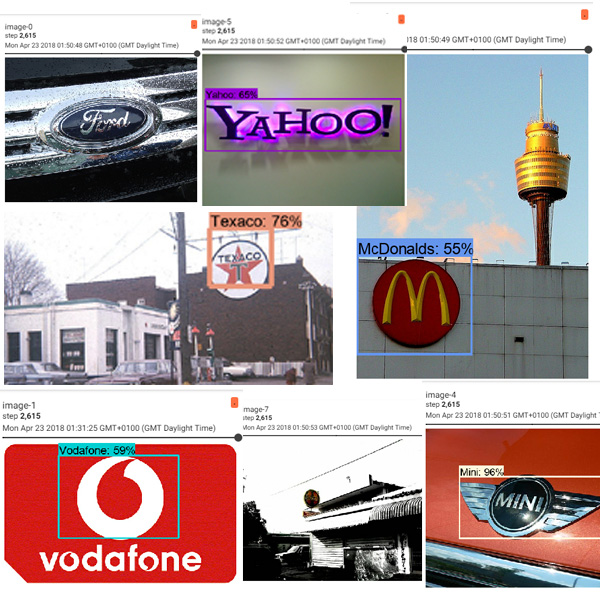 image-0
step 2,615
Mon Apr 23 2018 01:50:48 GMT+0100 (GMT Daylight Time)
Ford
image-5
step 2,615
Mon Apr 23 2018 01:50:52 GMT+0100 (GMT Daylight Time)
Yahoo: 65%
YAHOO!
018 01:50:49 GMT+0100 (GMT Daylight Time)
McDonalds: 55%
M
Texaco: 76%
TEXACO
T
image-1
step 2,615
Mon Apr 23 2018 01:31:25 GMT+0100 (GMT Daylight Time)
Vodafone: 59%
vodafone
mage-7
step 2,615
Mon Apr 23 2018 01:50:53 GMT+0100 (GMT Daylight Time)
image-4
step 2,615
Mon Apr 23 2018 01:50:51 GMT+0100 (GMT Daylight T
Mini: 96%
MINI